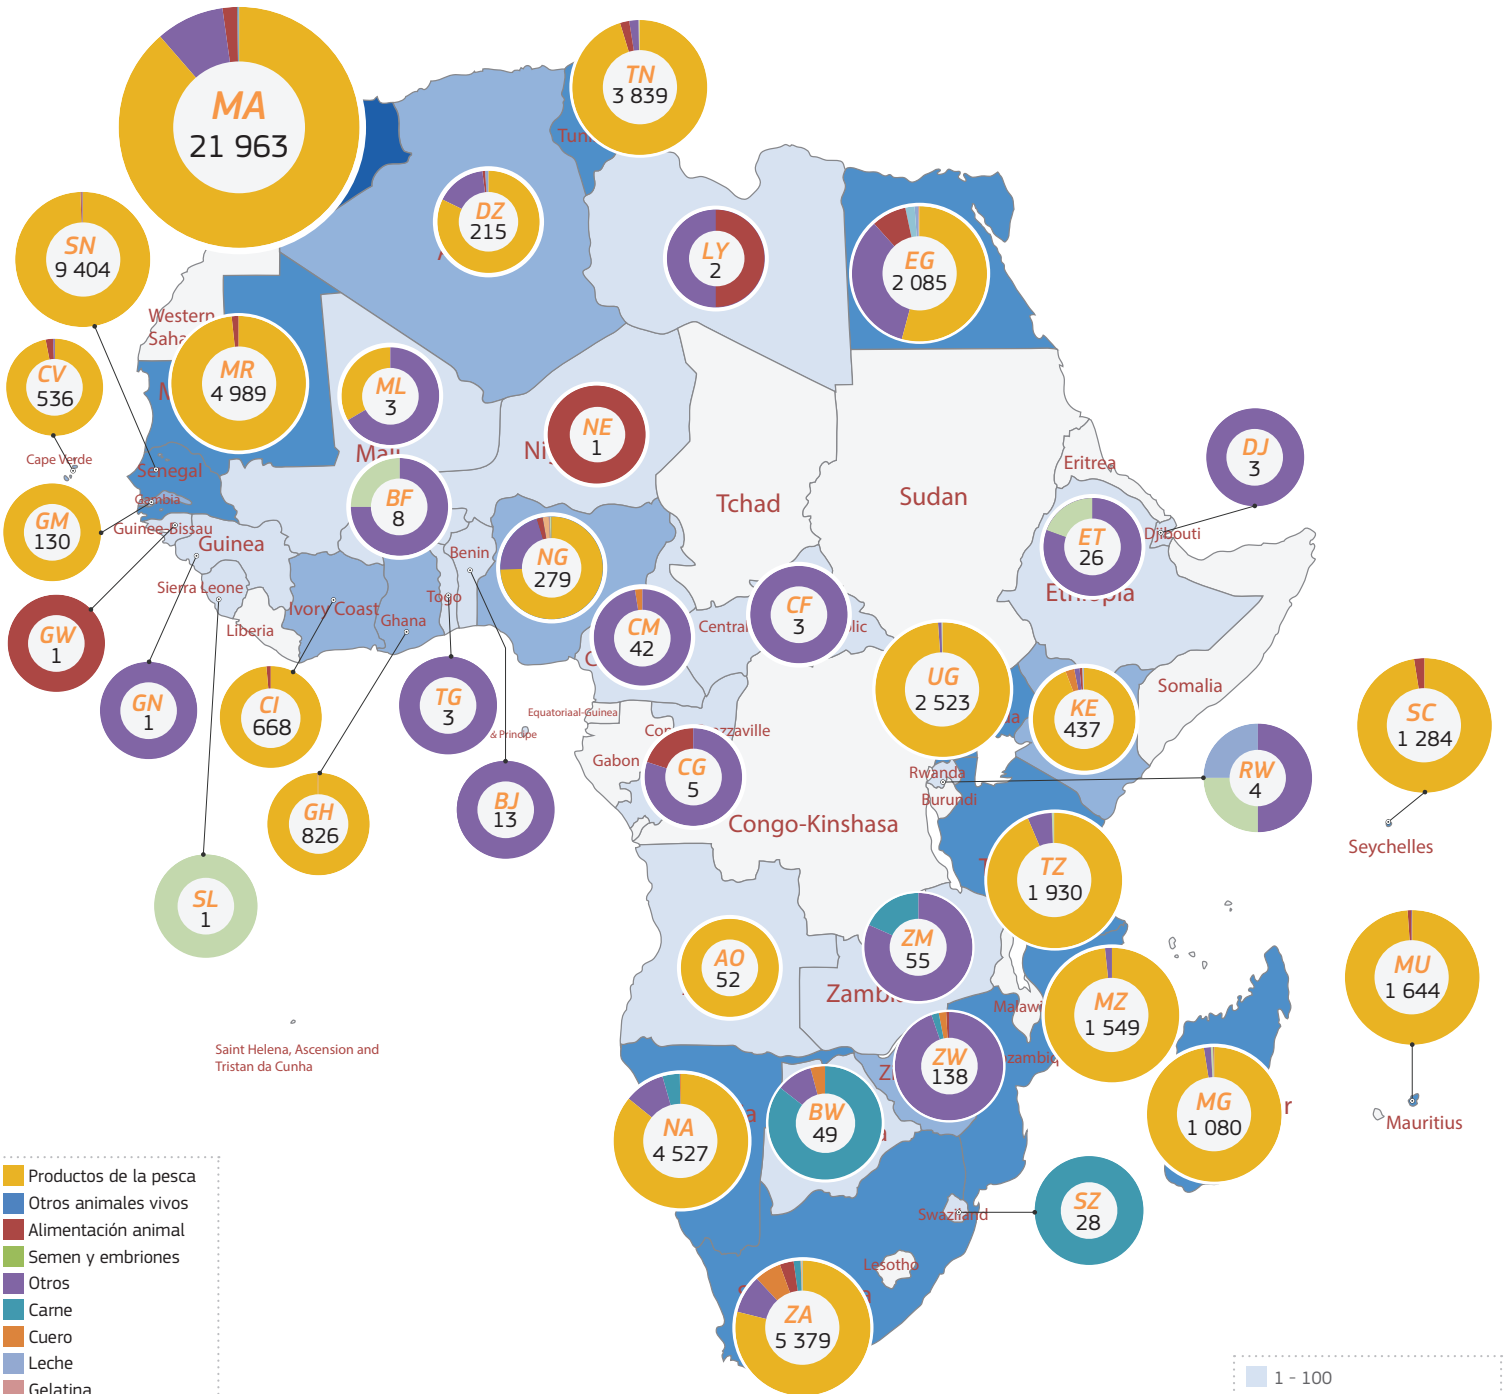 MA
21 963
TN
3 839
DZ
215
LY
2
EG
2 085
SN
9 404
Western
CV
536
MR
4 989
ML
3
NE
1
DJ
3
Cape Verde
Senegal
Eritrea
BF
8
Tchad
Sudan
Gambia
GM
130
Guinee-Bissau
Guinea
Benin
NG
279
ET
26
Djibouti
Ethiopia
Sierra Leone
Ivory Coast
Ghana
Togo
Liberia
GW
1
CM
42
CF
3
GN
1
CI
668
TG
3
UG
2 523
KE
437
Somalia
SC
1 284
Equatoriaal-Guinea
& Principe
Gabon
CG
5
Rwanda
Burundi
RW
4
GH
826
BJ
13
Congo-Kinshasa
Seychelles
SL
1
TZ
1 930
AO
52
ZM
55
MU
1 644
Malawi
MZ
1 549
Saint Helena, Ascension and
Tristan da Cunha
ZW
138
NA
4 527
BW
49
MG
1 080
Mauritius
SZ
28
Swaziland
Lesotho
ZA
5 379
Productos de la pesca
Otros animales vivos
Alimentación animal
Semen y embriones
Otros
Carne
Cuero
Leche
Gelatina
1 - 100